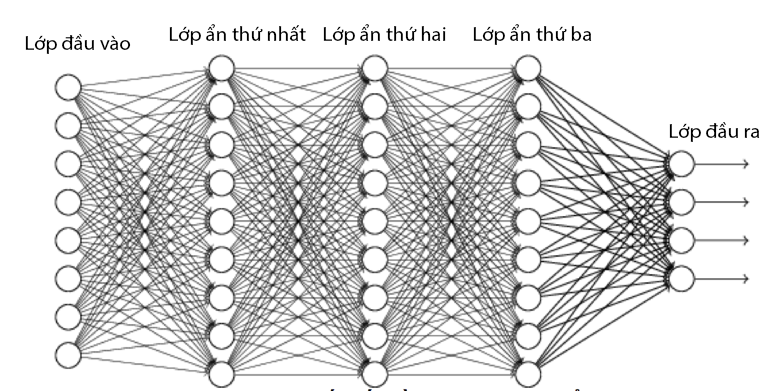 Lớp đầu vào
Lớp ẩn thứ nhất
Lớp ẩn thứ hai
Lớp ẩn thứ ba
Lớp đầu ra